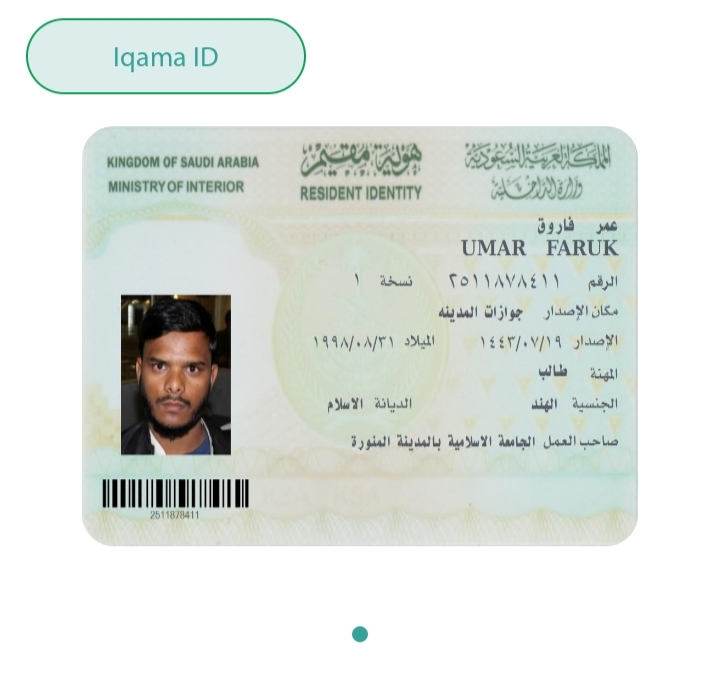 Iqama ID
KINGDOM OF SAUDI ARABIA هوية مقيم المملكة العربية السعودية
MINISTRY OF INTERIOR RESIDENT IDENTITY وزارة الداخلية
عمر فاروق
UMAR FARUK
الرقم ٢٥١١٨٧٨٤١١ نسخة ١
مكان الإصدار جوازات المدينه
الإصدار ١٤٤٣/٠٧/١٩ الميلاد ١٩٩٨/٠٨/٣١
المهنة طالب
الجنسية الهند الديانة الاسلام
صاحب العمل الجامعة الاسلامية بالمدينة المنورة
2511878411